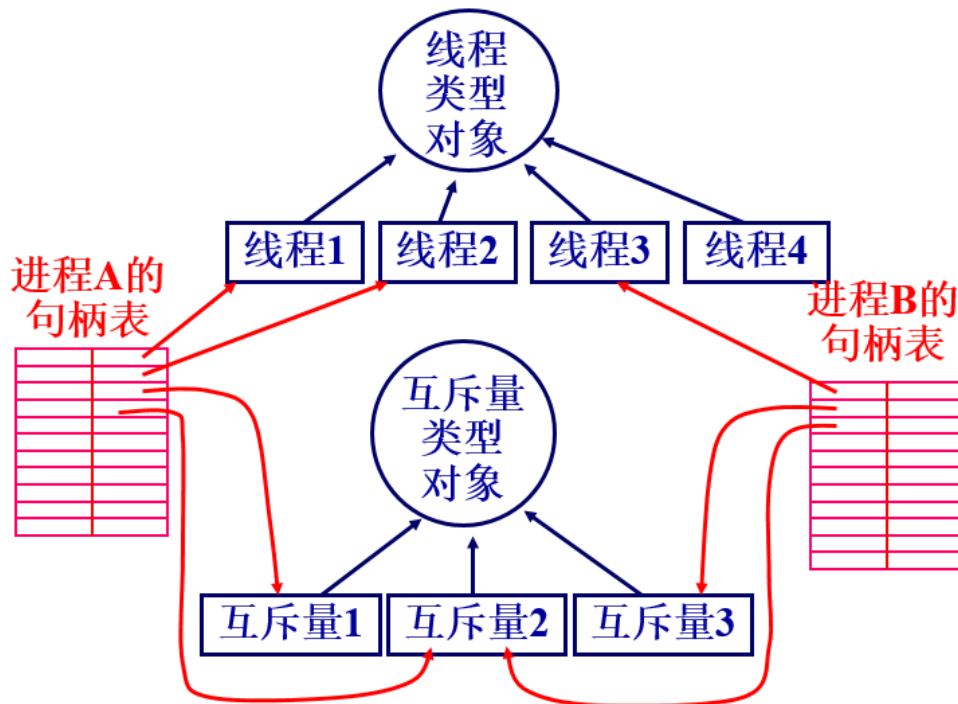 线程
类型
对象
线程1
线程2
线程3
线程4
进程A的
句柄表
进程B的
句柄表
互斥量
类型
对象
互斥量1
互斥量2
互斥量3